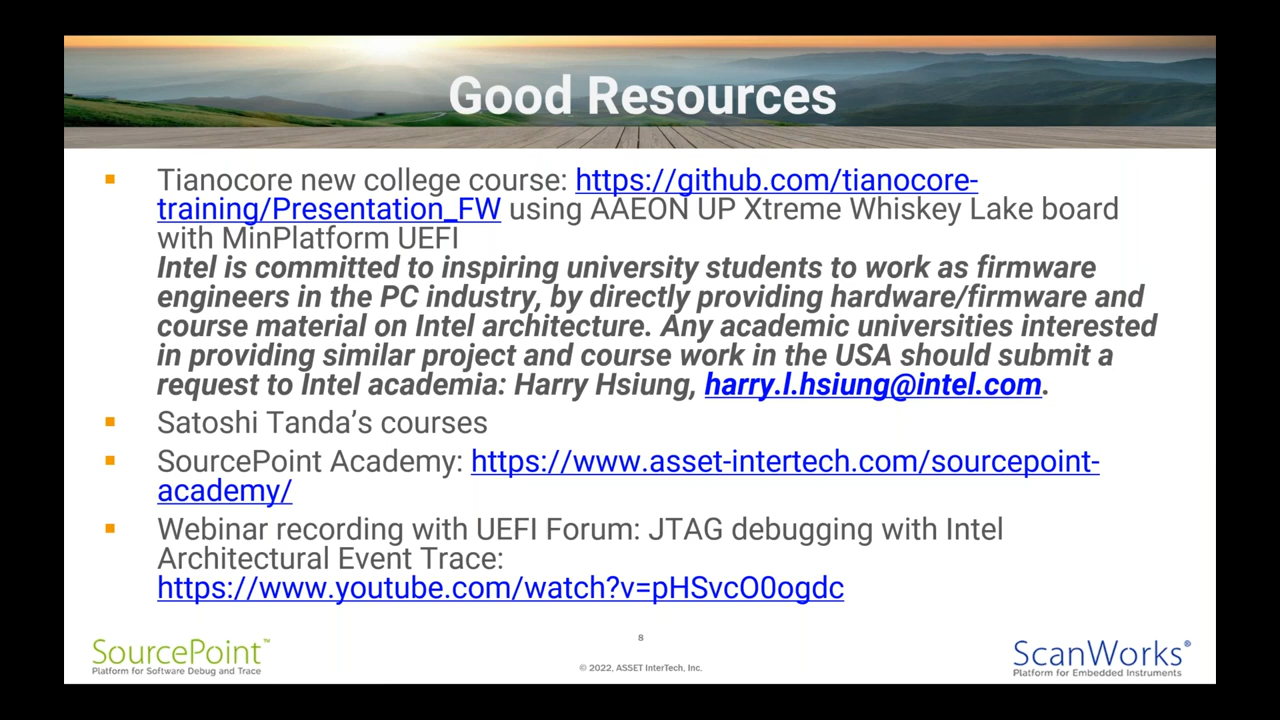 Good Resources
Tianocore new college course: https://github.com/tianocore-
training/Presentation_FW using AAEON UP Xtreme Whiskey Lake board
with MinPlatform UEFI
Intel is committed to inspiring university students to work as firmware
engineers in the PC industry, by directly providing hardware/firmware and
course material on Intel architecture. Any academic universities interested
in providing similar project and course work in the USA should submit a
request to Intel academia: Harry Hsiung, harry.l.hsiung@intel.com.
Satoshi Tanda’s courses
SourcePoint Academy: https://www.asset-intertech.com/sourcepoint-
academy/
Webinar recording with UEFI Forum: JTAG debugging with Intel
Architectural Event Trace:
https://www.youtube.com/watch?v=pHSvcO0ogdc
8
SourcePoint™
Platform for Software Debug and Trace
© 2022, ASSET InterTech, Inc.
ScanWorks®
Platform for Embedded Instruments